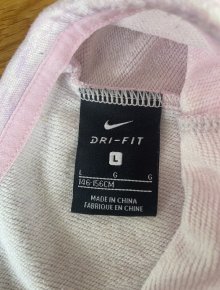 DRI-FIT
L
L G G
146-156CM
MADE IN CHINA
FABRIQUÉ EN CHINE